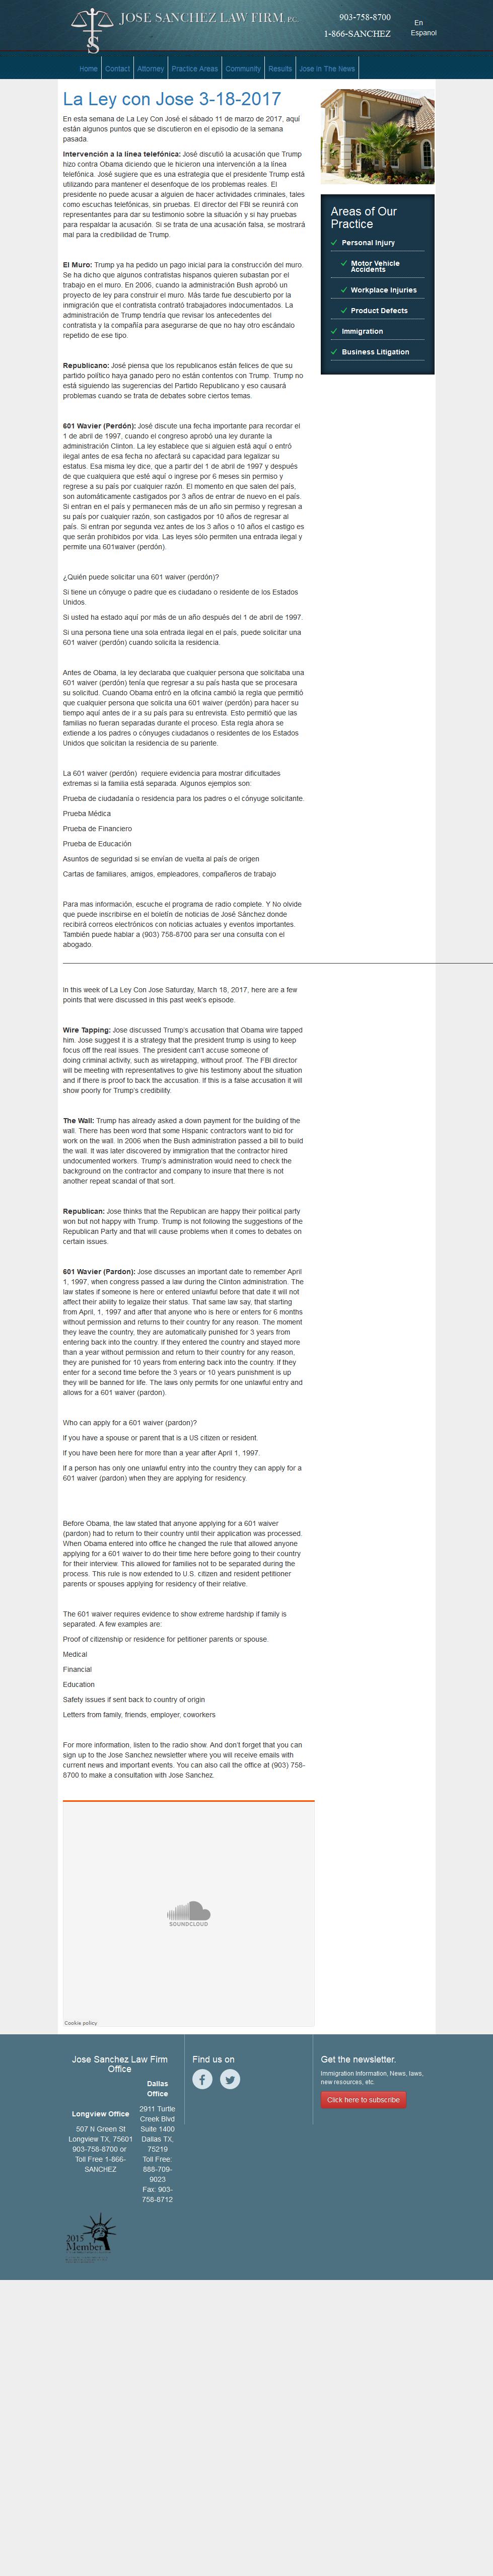 JOSE SANCHEZ LAW FIRM, P.C.
903-758-8700
1-866-SANCHEZ
En
Espanol
Home
Contact
Attorney
Practice Areas
Community
Results
Jose in The News
La Ley con Jose 3-18-2017
En esta semana de La Ley Con José el sábado 11 de marzo de 2017, aquí
están algunos puntos que se discutieron en el episodio de la semana
pasada.
Intervención a la línea telefónica: José discutió la acusación que Trump
hizo contra Obama diciendo que le hicieron una intervención a la línea
telefónica. José sugiere que es una estrategia que el presidente Trump está
utilizando para mantener el desenfoque de los problemas reales. El
presidente no puede acusar a alguien de hacer actividades criminales, tales
como escuchas telefónicas, sin pruebas. El director del FBI se reunirá con
representantes para dar su testimonio sobre la situación y si hay pruebas
para respaldar la acusación. Si se trata de una acusación falsa, se mostrará
mal para la credibilidad de Trump.
El Muro: Trump ya ha pedido un pago inicial para la construcción del muro.
Se ha dicho que algunos contratistas hispanos quieren subastan por el
trabajo en el muro. En 2006, cuando la administración Bush aprobó un
proyecto de ley para construir el muro. Más tarde fue descubierto por la
inmigración que el contratista contrató trabajadores indocumentados. La
administración de Trump tendría que revisar los antecedentes del
contratista y la compañía para asegurarse de que no hay otro escándalo
repetido de ese tipo.
Republicano: José piensa que los republicanos están felices de que su
partido político haya ganado pero no están contentos con Trump. Trump no
está siguiendo las sugerencias del Partido Republicano y eso causará
problemas cuando se trata de debates sobre ciertos temas.
601 Wavier (Perdón): José discute una fecha importante para recordar el
1 de abril de 1997, cuando el congreso aprobó una ley durante la
administración Clinton. La ley establece que si alguien está aquí o entró
ilegal antes de esa fecha no afectará su capacidad para legalizar su
estatus. Esa misma ley dice, que a partir del 1 de abril de 1997 y después
de que cualquiera que esté aquí o ingrese por 6 meses sin permiso y
regrese a su país por cualquier razón. El momento en que salen del país,
son automáticamente castigados por 3 años de entrar de nuevo en el país.
Si entran en el país y permanecen más de un año sin permiso y regresan a
su país por cualquier razón, son castigados por 10 años de regresar al
país. Si entran por segunda vez antes de los 3 años o 10 años el castigo es
que serán prohibidos por vida. Las leyes sólo permiten una entrada ilegal y
permite una 601waiver (perdón).
¿Quién puede solicitar una 601 waiver (perdón)?
Si tiene un cónyuge o padre que es ciudadano o residente de los Estados
Unidos.
Si usted ha estado aquí por más de un año después del 1 de abril de 1997.
Si una persona tiene una sola entrada ilegal en el país, puede solicitar una
601 waiver (perdón) cuando solicita la residencia.
Antes de Obama, la ley declaraba que cualquier persona que solicitaba una
601 waiver (perdón) tenía que regresar a su país hasta que se procesara
su solicitud. Cuando Obama entró en la oficina cambió la regla que permitió
que cualquier persona que solicita una 601 waiver (perdón) para hacer su
tiempo aquí antes de ir a su país para su entrevista. Esto permitió que las
familias no fueran separadas durante el proceso. Esta regla ahora se
extiende a los padres o cónyuges ciudadanos o residentes de los Estados
Unidos que solicitan la residencia de su pariente.
La 601 waiver (perdón) requiere evidencia para mostrar dificultades
extremas si la familia está separada. Algunos ejemplos son:
Prueba de ciudadanía o residencia para los padres o el cónyuge solicitante.
Prueba Médica
Prueba de Financiero
Prueba de Educación
Asuntos de seguridad si se envían de vuelta al país de origen
Cartas de familiares, amigos, empleadores, compañeros de trabajo
Para mas información, escuche el programa de radio complete. Y No olvide
que puede inscribirse en el boletín de noticias de José Sánchez donde
recibirá correos electrónicos con noticias actuales y eventos importantes.
También puede hablar a (903) 758-8700 para ser una consulta con el
abogado.
In this week of La Ley Con Jose Saturday, March 18, 2017, here are a few
points that were discussed in this past week's episode.
Wire Tapping: Jose discussed Trump's accusation that Obama wire tapped
him. Jose suggest it is a strategy that the president trump is using to keep
focus off the real issues. The president can't accuse someone of
doing criminal activity, such as wiretapping, without proof. The FBI director
will be meeting with representatives to give his testimony about the situation
and if there is proof to back the accusation. If this is a false accusation it will
show poorly for Trump's credibility.
The Wall: Trump has already asked a down payment for the building of the
wall. There has been word that some Hispanic contractors want to bid for
work on the wall. In 2006 when the Bush administration passed a bill to build
the wall. It was later discovered by immigration that the contractor hired
undocumented workers. Trump's administration would need to check the
background on the contractor and company to insure that there is not
another repeat scandal of that sort.
Republican: Jose thinks that the Republican are happy their political party
won but not happy with Trump. Trump is not following the suggestions of the
Republican Party and that will cause problems when it comes to debates on
certain issues.
601 Wavier (Pardon): Jose discusses an important date to remember April
1, 1997, when congress passed a law during the Clinton administration. The
law states if someone is here or entered unlawful before that date it will not
affect their ability to legalize their status. That same law say, that starting
from April, 1, 1997 and after that anyone who is here or enters for 6 months
without permission and returns to their country for any reason. The moment
they leave the country, they are automatically punished for 3 years from
entering back into the country. If they entered the country and stayed more
than a year without permission and return to their country for any reason,
they are punished for 10 years from entering back into the country. If they
enter for a second time before the 3 years or 10 years punishment is up
they will be banned for life. The laws only permits for one unlawful entry and
allows for a 601 waiver (pardon).
Who can apply for a 601 waiver (pardon)?
If you have a spouse or parent that is a US citizen or resident.
If you have been here for more than a year after April 1, 1997.
If a person has only one unlawful entry into the country they can apply for a
601 waiver (pardon) when they are applying for residency.
Before Obama, the law stated that anyone applying for a 601 waiver
(pardon) had to return to their country until their application was processed.
When Obama entered into office he changed the rule that allowed anyone
applying for a 601 waiver to do their time here before going to their country
for their interview. This allowed for families not to be separated during the
process. This rule is now extended to U.S. citizen and resident petitioner
parents or spouses applying for residency of their relative.
The 601 waiver requires evidence to show extreme hardship if family is
separated. A few examples are:
Proof of citizenship or residence for petitioner parents or spouse.
Medical
Financial
Education
Safety issues if sent back to country of origin
Letters from family, friends, employer, coworkers
For more information, listen to the radio show. And don't forget that you can
sign up to the Jose Sanchez newsletter where you will receive emails with
current news and important events. You can also call the office at (903) 758-
8700 to make a consultation with Jose Sanchez.
SOUNDCLOUD
Cookie policy
Areas of Our
Practice
Personal Injury
Motor Vehicle
Accidents
Workplace Injuries
Product Defects
Immigration
Business Litigation
Jose Sanchez Law Firm
Office
Longview Office
507 N Green St
Longview TX, 75601
903-758-8700 or
Toll Free 1-866-
SANCHEZ
Dallas
Office
2911 Turtle
Creek Blvd
Suite 1400
Dallas TX,
75219
Toll Free:
888-709-
9023
Fax: 903-
758-8712
2015
Member
Find us on
Get the newsletter.
Immigration Information, News, laws,
new resources, etc.
Click here to subscribe